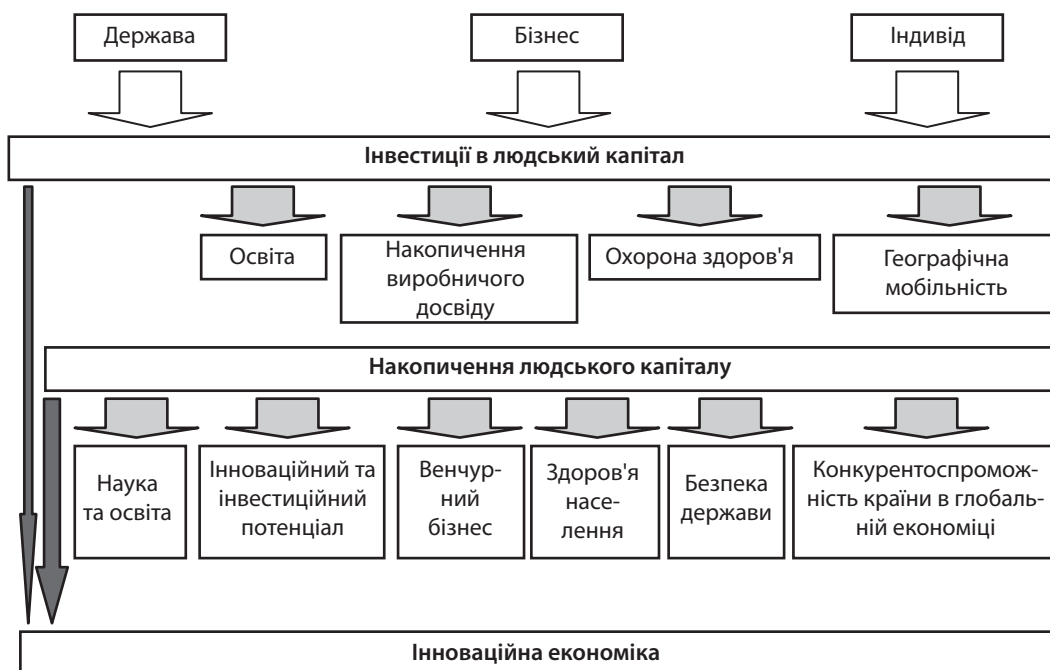 Держава
Бізнес
Індивід
Інвестиції в людський капітал
Освіта
Накопичення
виробничого
досвіду
Охорона здоров'я
Географічна
мобільність
Накопичення людського капіталу
Наука
та освіта
Інноваційний та
інвестиційний
потенціал
Венчур-
ний
бізнес
Здоров'я
насе-
лення
Безпека
держави
Конкурентоспромож-
ність країни в глобаль-
ній економіці
Інноваційна економіка